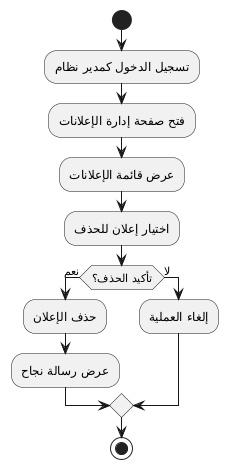 تسجيل الدخول كمدير نظام
فتح صفحة إدارة الإعلانات
عرض قائمة الإعلانات
اختيار إعلان للحذف
تأكيد الحذف؟
نعم
لا
حذف الإعلان
إلغاء العملية
عرض رسالة نجاح